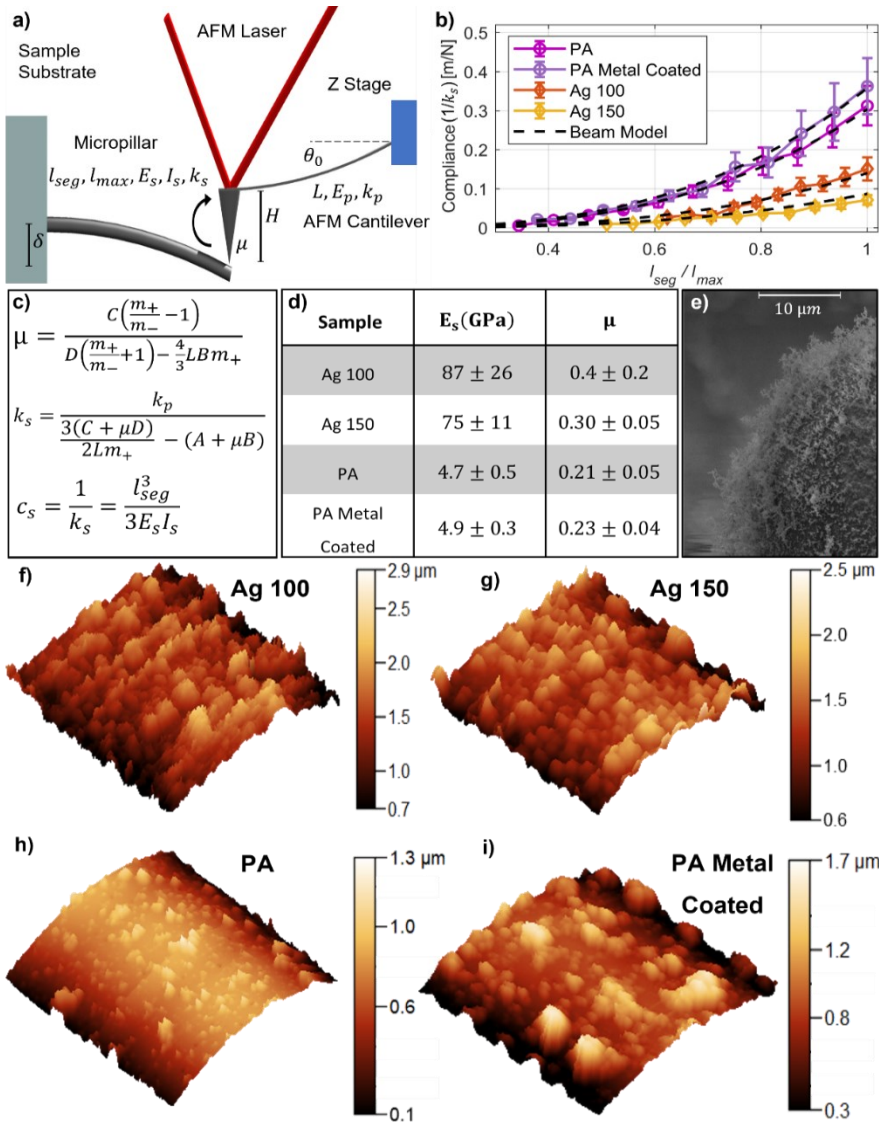 a)
AFM Laser
Sample
Substrate
Z Stage
Micropillar
l_seg, l_max, E_s, I_s, k_s
θ_0
L, E_p, k_p
AFM Cantilever
H
μ
δ
b)
Compliance (1/k_s) [m/N]
0.5
0.4
0.3
0.2
0.1
0
PA
PA Metal Coated
Ag 100
Ag 150
Beam Model
0.4 0.6 0.8 1
l_seg / l_max
c)
μ = C(m_+/m_- −1) / (D(m_+/m_- +1) − 4/3 LBm_+)
k_s = k_p / (3(C + μD)/2Lm_+ − (A + μB))
c_s = 1/k_s = l_seg^3/3E_sI_s
d)
Sample E_s(GPa) μ
Ag 100 87 ± 26 0.4 ± 0.2
Ag 150 75 ± 11 0.30 ± 0.05
PA 4.7 ± 0.5 0.21 ± 0.05
PA Metal
Coated
4.9 ± 0.3 0.23 ± 0.04
e)
10 μm
f)
Ag 100
2.9 μm
2.5
2.0
1.5
1.0
0.7
g)
Ag 150
2.5 μm
2.0
1.5
1.0
0.6
h)
PA
1.3 μm
1.0
0.6
0.1
i)
PA Metal
Coated
1.7 μm
1.2
0.8
0.3